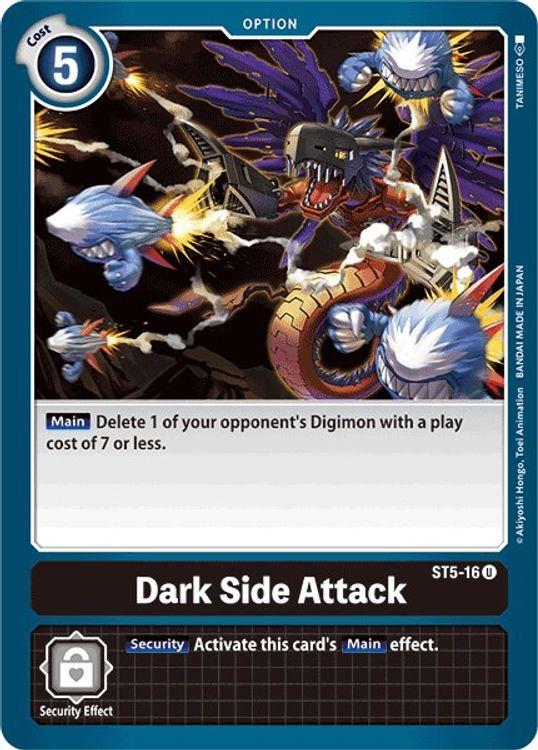 OPTION
Cost
5
TANIMESO
© Akiyoshi Hongo, Toei Animation BANDAI MADE IN JAPAN
Main Delete 1 of your opponent's Digimon with a play
cost of 7 or less.
ST5-16 U
Dark Side Attack
Security Activate this card's Main effect.
Security Effect